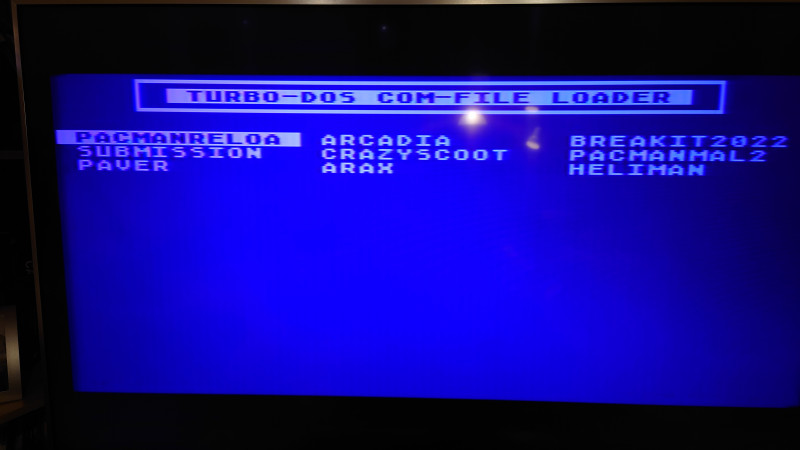 TURBO-DOS COM-FILE LOADER
PACMANRELOA ARCADIA BREAKIT2022
SUBMISSION CRAZYSCOOT PACMANMAL2
PAVER ARAX HELIMAN